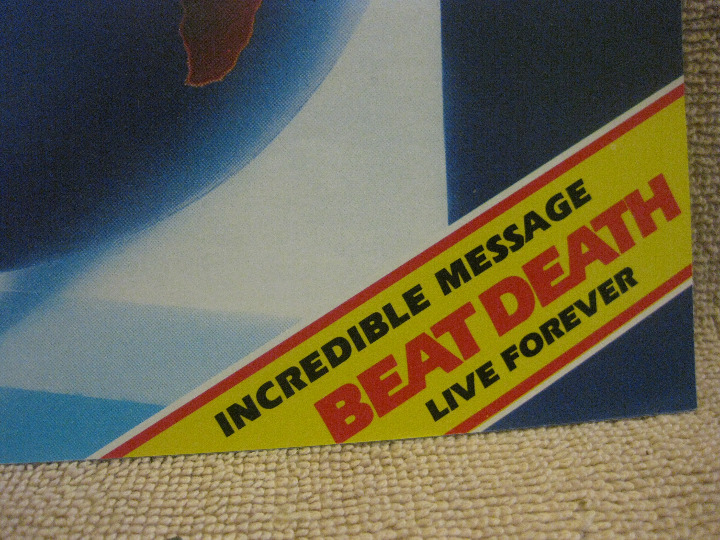 INCREDIBLE MESSAGE
BEAT DEATH
LIVE FOREVER